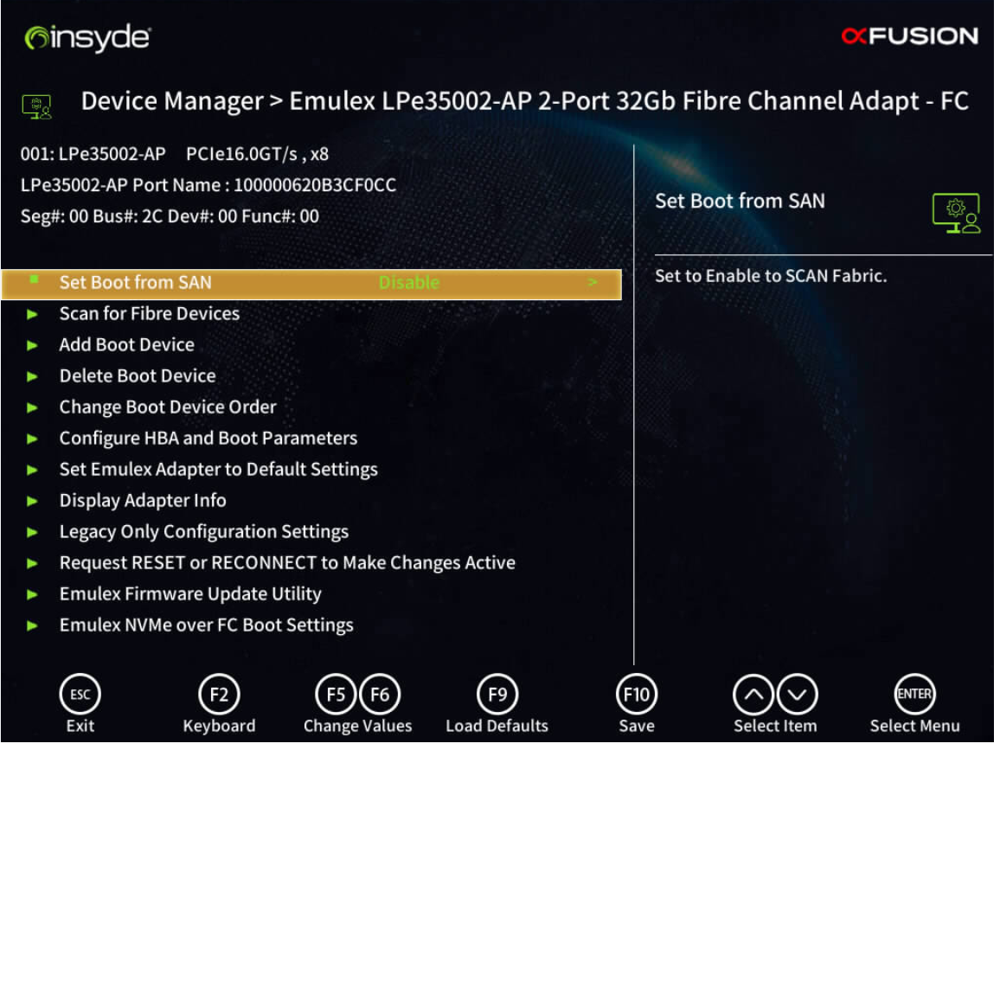 insyde
FUSION
Device Manager > Emulex LPe35002-AP 2-Port 32Gb Fibre Channel Adapt - FC
001: LPe35002-AP PCIe16.0GT/s , x8
LPe35002-AP Port Name : 100000620B3CF0CC
Seg#: 00 Bus#: 2C Dev#: 00 Func#: 00
Set Boot from SAN Disable >
Scan for Fibre Devices
Add Boot Device
Delete Boot Device
Change Boot Device Order
Configure HBA and Boot Parameters
Set Emulex Adapter to Default Settings
Display Adapter Info
Legacy Only Configuration Settings
Request RESET or RECONNECT to Make Changes Active
Emulex Firmware Update Utility
Emulex NVMe over FC Boot Settings
Set Boot from SAN
Set to Enable to SCAN Fabric.
ESC F2 F5 F6 F9 F10 ENTER
Exit Keyboard Change Values Load Defaults Save Select Item Select Menu